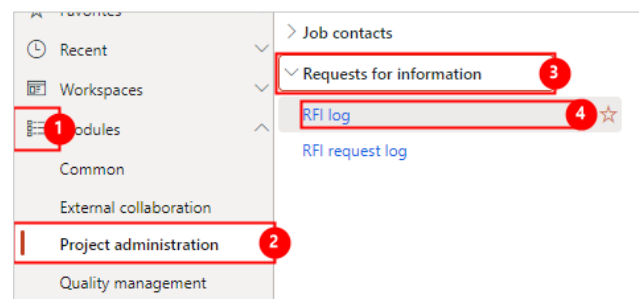 Recent
Workspaces
1 Modules
Common
External collaboration
Project administration 2
Quality management
Job contacts
Requests for information 3
RFI log 4
RFI request log